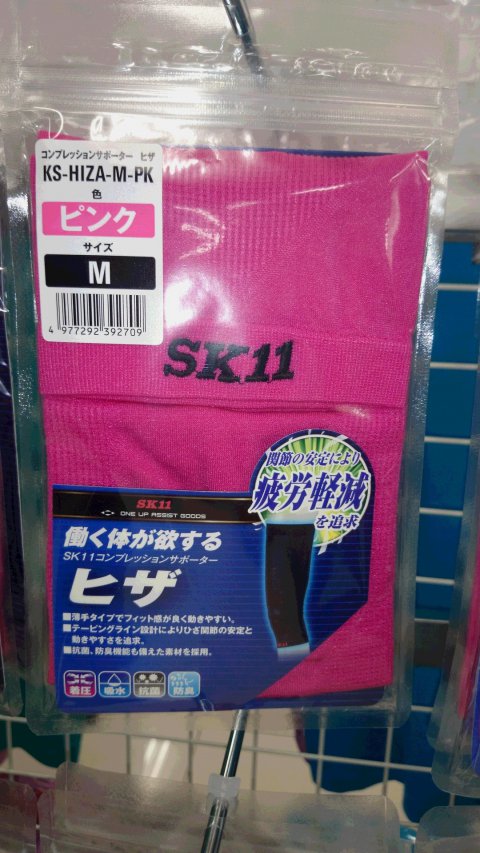 コンプレッションサポーター ヒザ
KS-HIZA-M-PK
色
ピンク
サイズ
M
4 977292 392709
SK11
関節の安定により
疲労軽減
を追求
SK11
ONE UP ASSIST GOODS
働く体が欲する
SK11コンプレッションサポーター
ヒザ
■薄手タイプでフィット感が良く動きやすい。
■テーピングライン設計によりひざ関節の安定と
動きやすさを追求。
■抗菌、防臭機能も備えた素材を採用。
着圧
吸水
抗菌
防臭